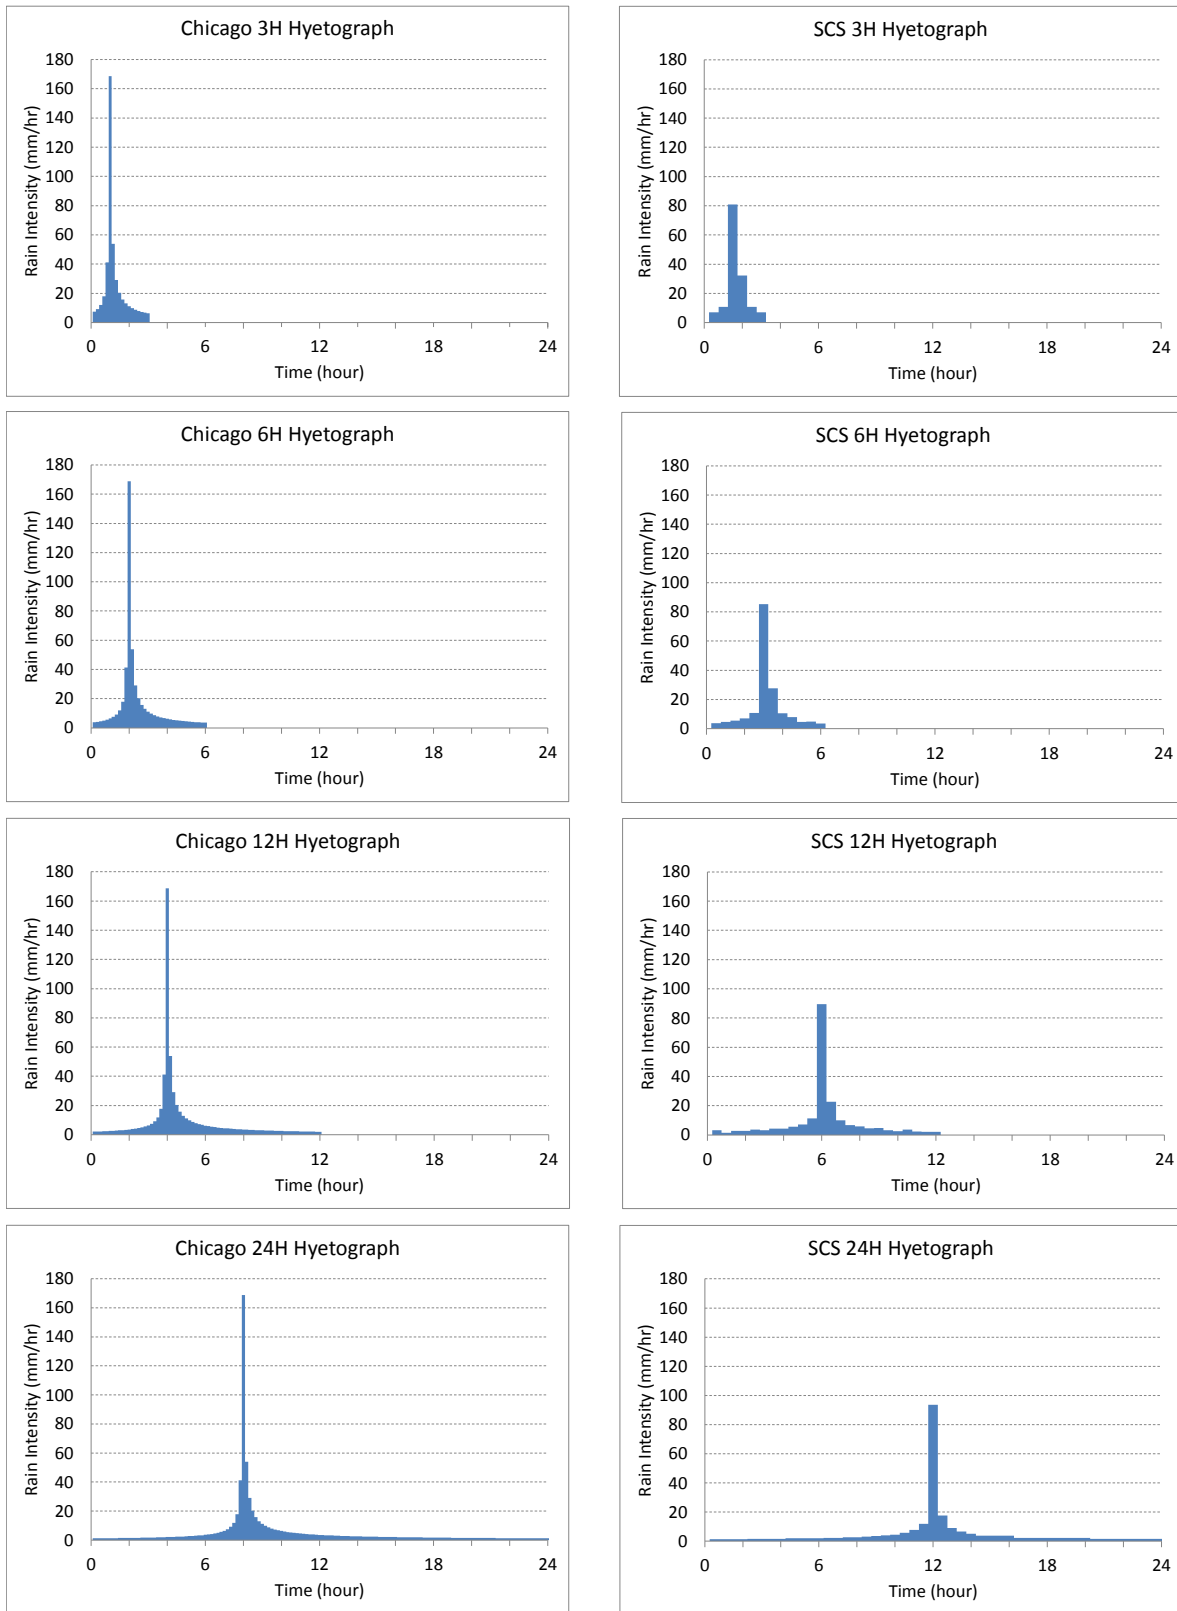 Chicago 3H Hyetograph
Rain Intensity (mm/hr)
180
160
140
120
100
80
60
40
20
0
0 6 12 18 24
Time (hour)
SCS 3H Hyetograph
Rain Intensity (mm/hr)
180
160
140
120
100
80
60
40
20
0
0 6 12 18 24
Time (hour)
Chicago 6H Hyetograph
Rain Intensity (mm/hr)
180
160
140
120
100
80
60
40
20
0
0 6 12 18 24
Time (hour)
SCS 6H Hyetograph
Rain Intensity (mm/hr)
180
160
140
120
100
80
60
40
20
0
0 6 12 18 24
Time (hour)
Chicago 12H Hyetograph
Rain Intensity (mm/hr)
180
160
140
120
100
80
60
40
20
0
0 6 12 18 24
Time (hour)
SCS 12H Hyetograph
Rain Intensity (mm/hr)
180
160
140
120
100
80
60
40
20
0
0 6 12 18 24
Time (hour)
Chicago 24H Hyetograph
Rain Intensity (mm/hr)
180
160
140
120
100
80
60
40
20
0
0 6 12 18 24
Time (hour)
SCS 24H Hyetograph
Rain Intensity (mm/hr)
180
160
140
120
100
80
60
40
20
0
0 6 12 18 24
Time (hour)